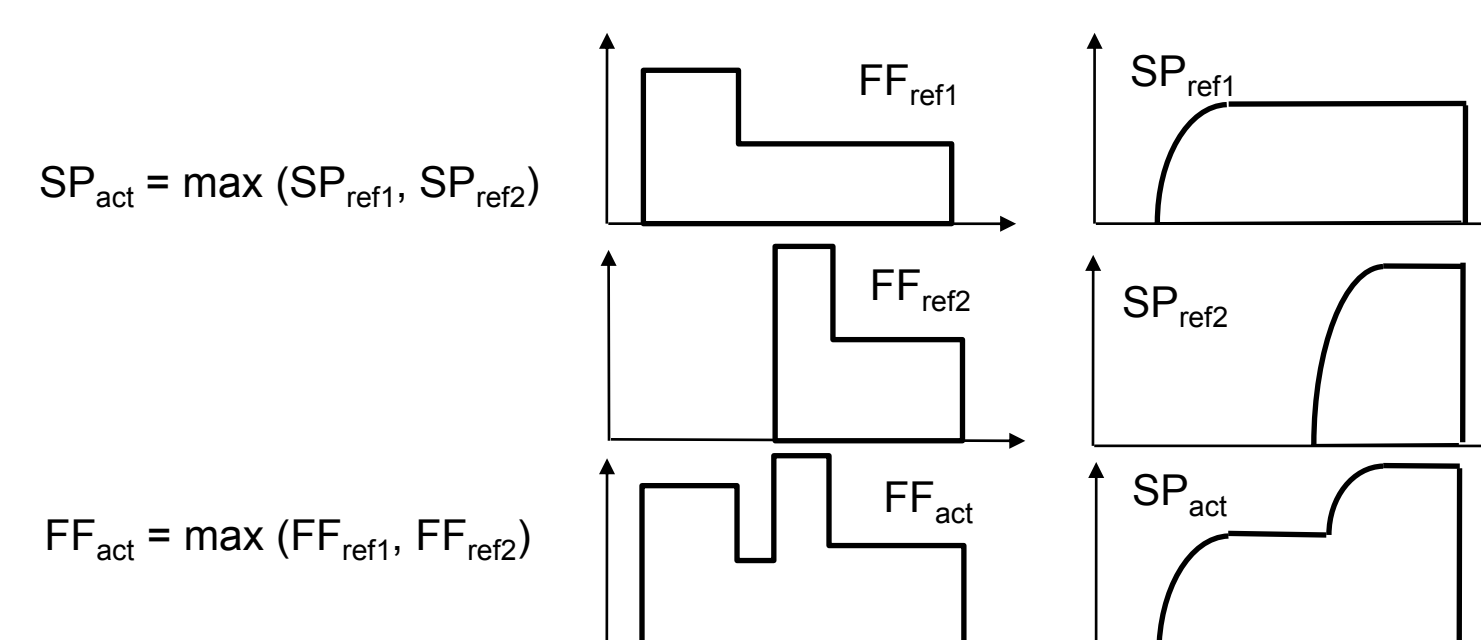 FF_ref1
SP_ref1
SP_act = max (SP_ref1, SP_ref2)
FF_ref2
SP_ref2
FF_act
SP_act
FF_act = max (FF_ref1, FF_ref2)